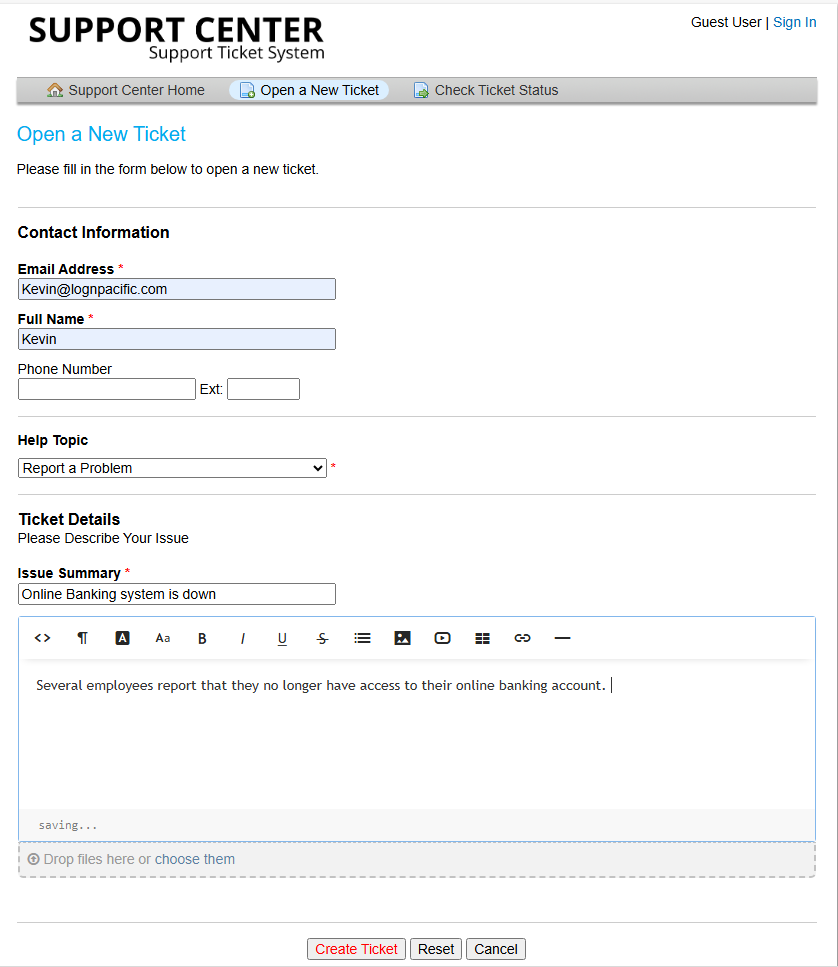 SUPPORT CENTER
Support Ticket System
Guest User | Sign In
Support Center Home
Open a New Ticket
Check Ticket Status
Open a New Ticket
Please fill in the form below to open a new ticket.
Contact Information
Email Address *
Kevin@lognpacific.com
Full Name *
Kevin
Phone Number
Ext:
Help Topic
Report a Problem *
Ticket Details
Please Describe Your Issue
Issue Summary *
Online Banking system is down
<> ¶ A Aa B I U S
Several employees report that they no longer have access to their online banking account.
saving...
Drop files here or choose them
Create Ticket Reset Cancel